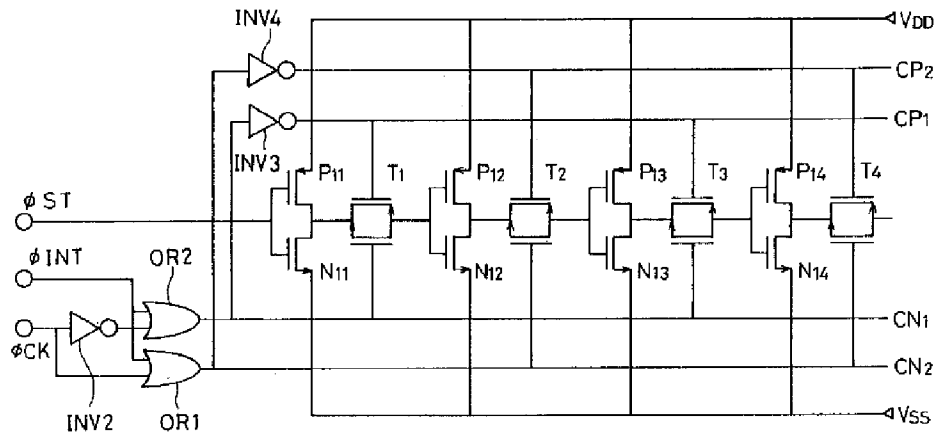 INV4
VDD
CP2
CP1
INV3
P11
T1
P12
T2
P13
T3
P14
T4
φST
φINT
OR2
N11
N12
N13
N14
CN1
φCK
CN2
INV2
OR1
VSS